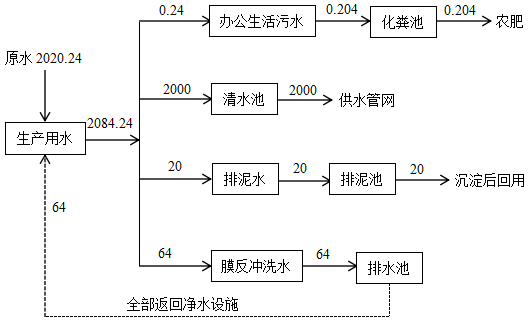 0.24
办公生活污水
0.204
化粪池
0.204
农肥
原水 2020.24
2000
清水池
2000
供水管网
生产用水
2084.24
20
排泥水
20
排泥池
20
沉淀后回用
64
64
膜反冲洗水
64
排水池
全部返回净水设施